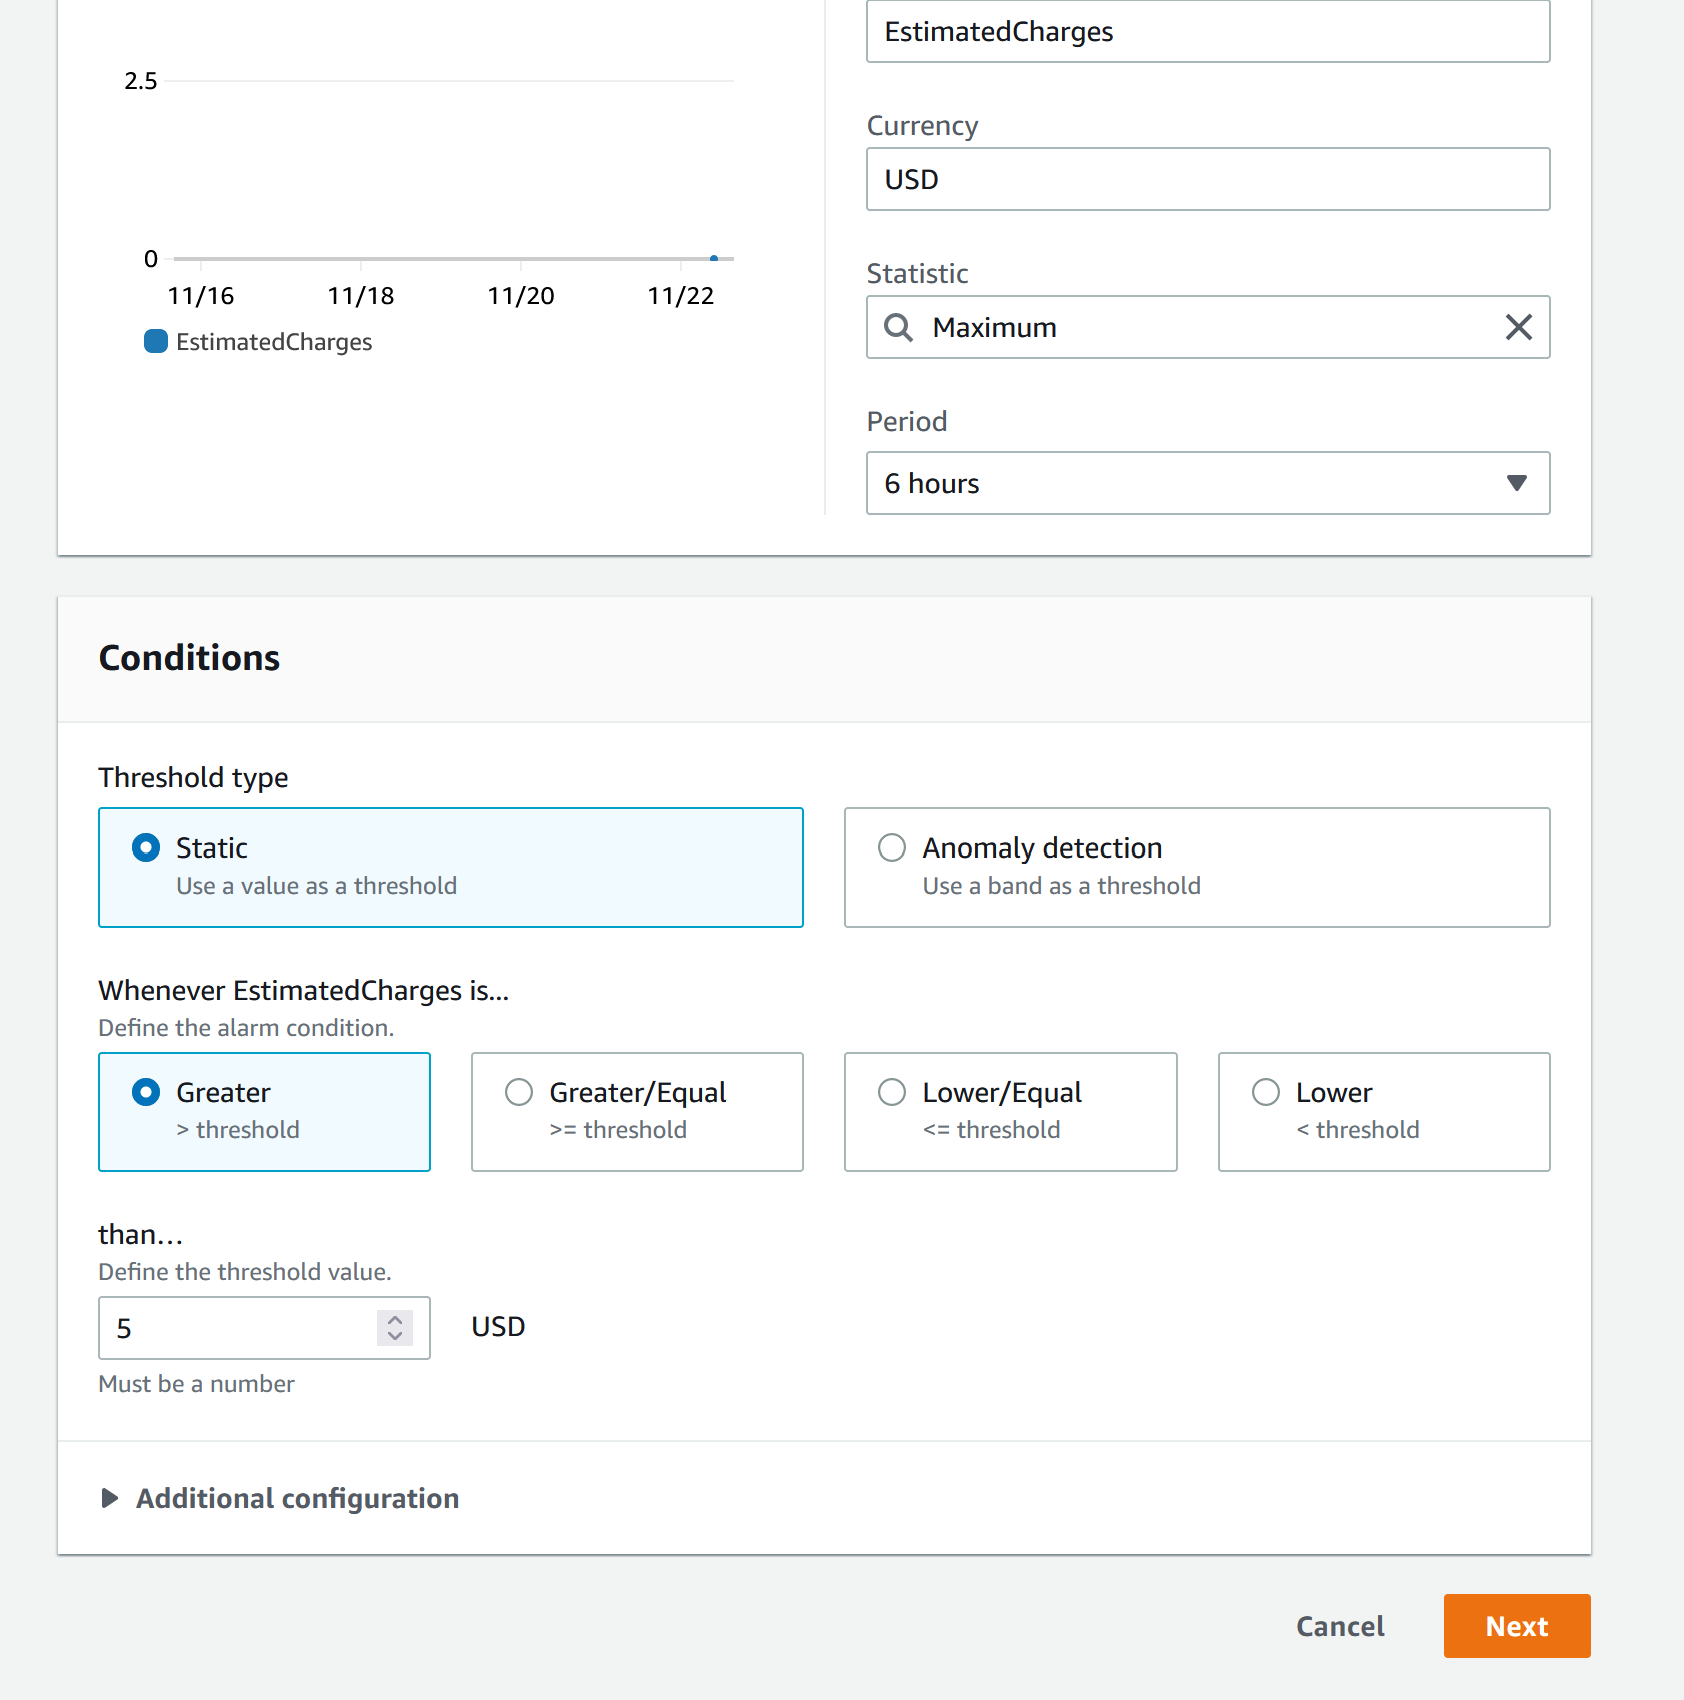 2.5
0
11/16 11/18 11/20 11/22
EstimatedCharges
EstimatedCharges
Currency
USD
Statistic
Maximum
Period
6 hours
Conditions
Threshold type
Static
Use a value as a threshold
Anomaly detection
Use a band as a threshold
Whenever EstimatedCharges is...
Define the alarm condition.
Greater
> threshold
Greater/Equal
>= threshold
Lower/Equal
<= threshold
Lower
< threshold
than...
Define the threshold value.
5 USD
Must be a number
Additional configuration
Cancel Next